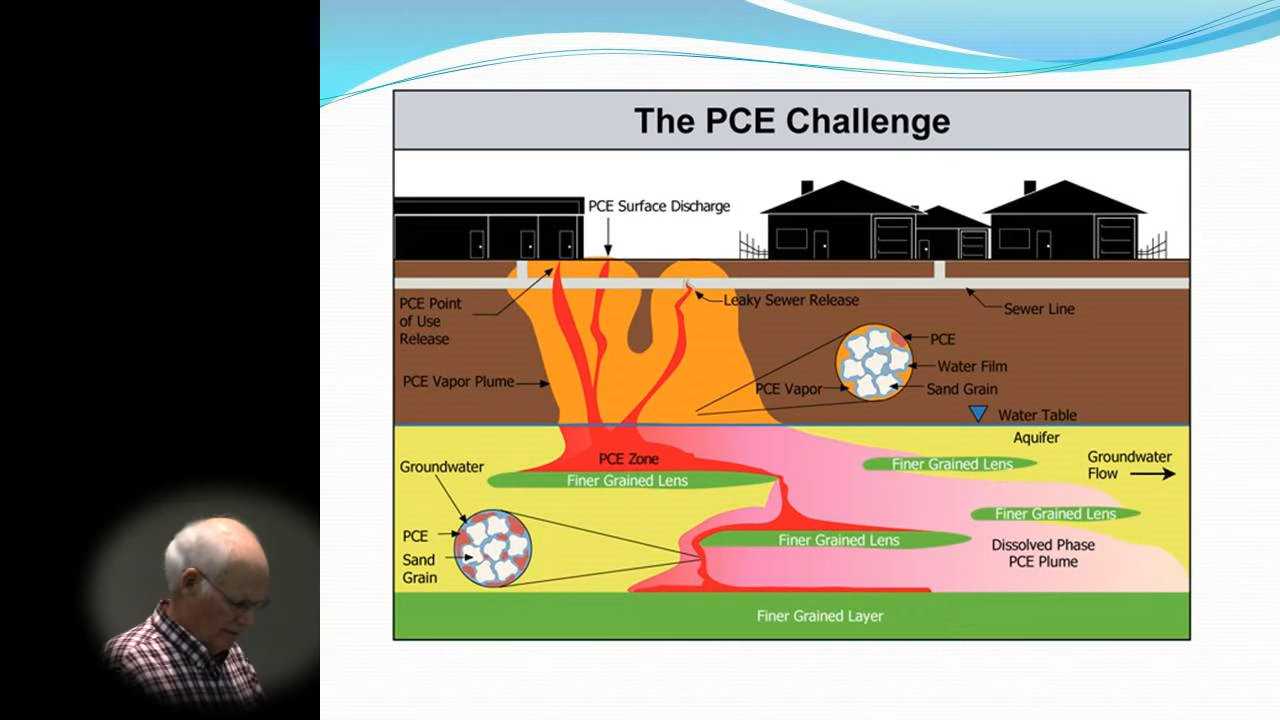 The PCE Challenge
PCE Surface Discharge
PCE Point
of Use
Release
Leaky Sewer Release
Sewer Line
PCE
Water Film
PCE Vapor
Sand Grain
PCE Vapor Plume
Water Table
Aquifer
Groundwater
Flow
Groundwater
PCE Zone
Finer Grained Lens
Finer Grained Lens
Finer Grained Lens
Finer Grained Lens
PCE
Sand
Grain
Dissolved Phase
PCE Plume
Finer Grained Layer